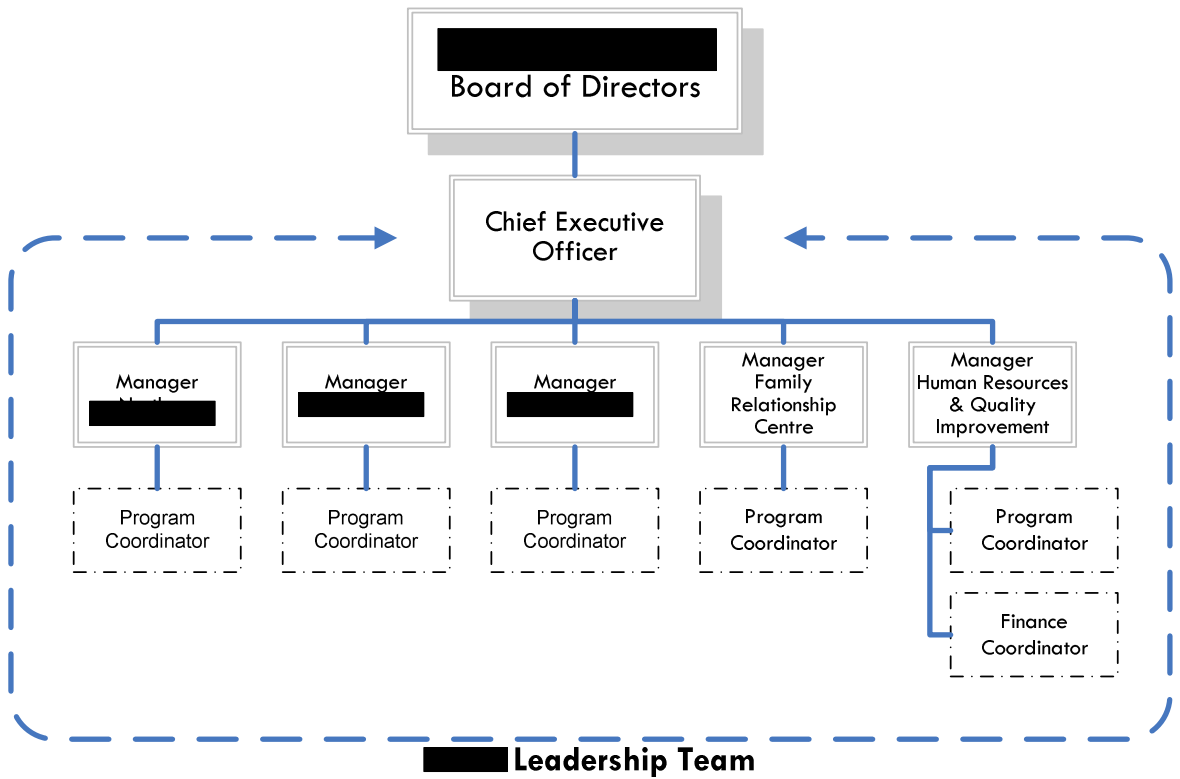 Board of Directors
Chief Executive
Officer
Manager
Manager
Manager
Manager
Family
Relationship
Centre
Manager
Human Resources
& Quality
Improvement
Program
Coordinator
Program
Coordinator
Program
Coordinator
Program
Coordinator
Program
Coordinator
Finance
Coordinator
Leadership Team